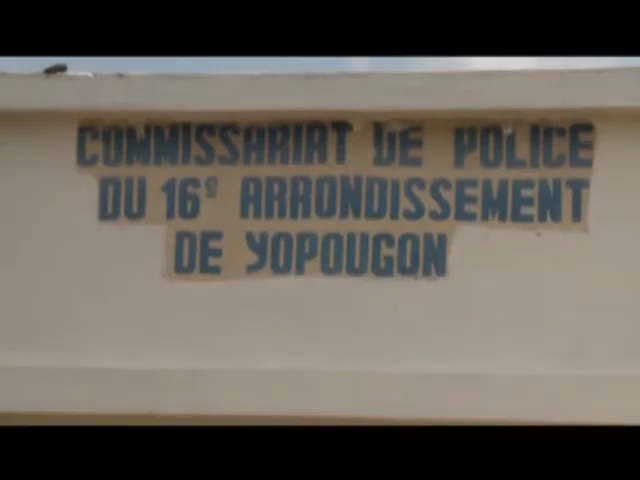 COMMISSARIAT DE POLICE
DU 16e ARRONDISSEMENT
DE YOPOUGON